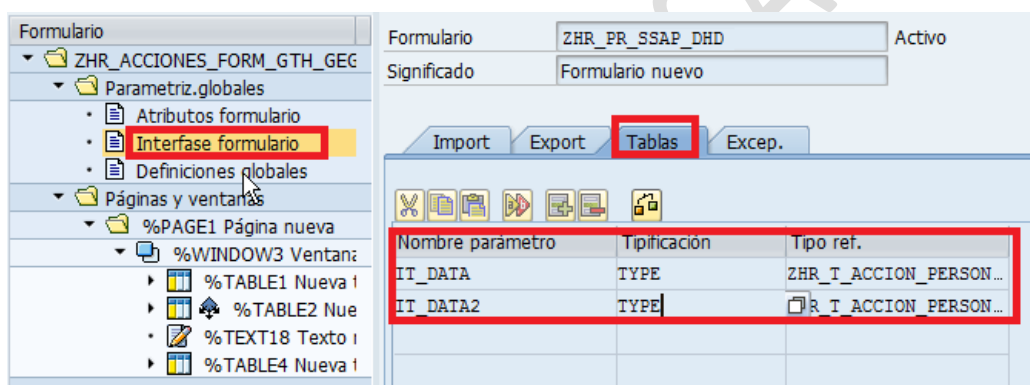 Formulario
ZHR_ACCIONES_FORM_GTH_GEG
Parametriz.globales
Atributos formulario
Interfase formulario
Definiciones globales
Páginas y ventanas
%PAGE1 Página nueva
%WINDOW3 Ventana
%TABLE1 Nueva t
%TABLE2 Nue
%TEXT18 Texto
%TABLE4 Nueva t
Formulario ZHR_PR_SSAP_DHD Activo
Significado Formulario nuevo
Import Export Tablas Excep.
Nombre parámetro Tipificación Tipo ref.
IT_DATA TYPE ZHR_T_ACCION_PERSON…
IT_DATA2 TYPE R_T_ACCION_PERSON…